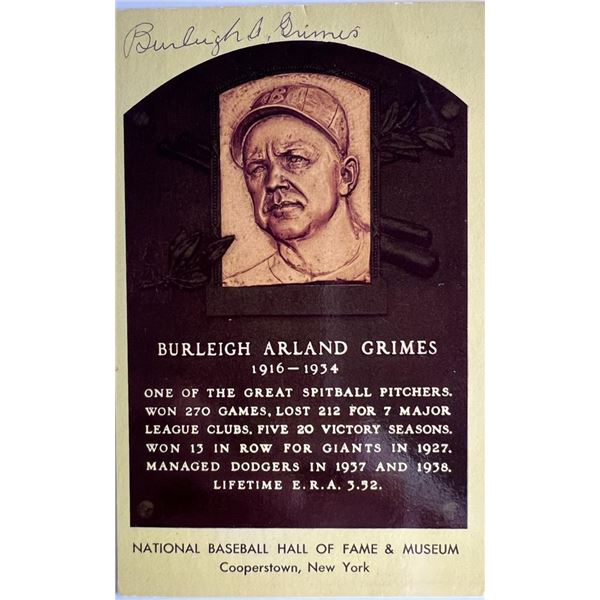 Burleigh A. Grimes
B
BURLEIGH ARLAND GRIMES
1916-1934
ONE OF THE GREAT SPITBALL PITCHERS.
WON 270 GAMES, LOST 212 FOR 7 MAJOR
LEAGUE CLUBS. FIVE 20 VICTORY SEASONS.
WON 13 IN ROW FOR GIANTS IN 1927.
MANAGED DODGERS IN 1937 AND 1938.
LIFETIME E.R.A. 3.52.
NATIONAL BASEBALL HALL OF FAME & MUSEUM
Cooperstown, New York